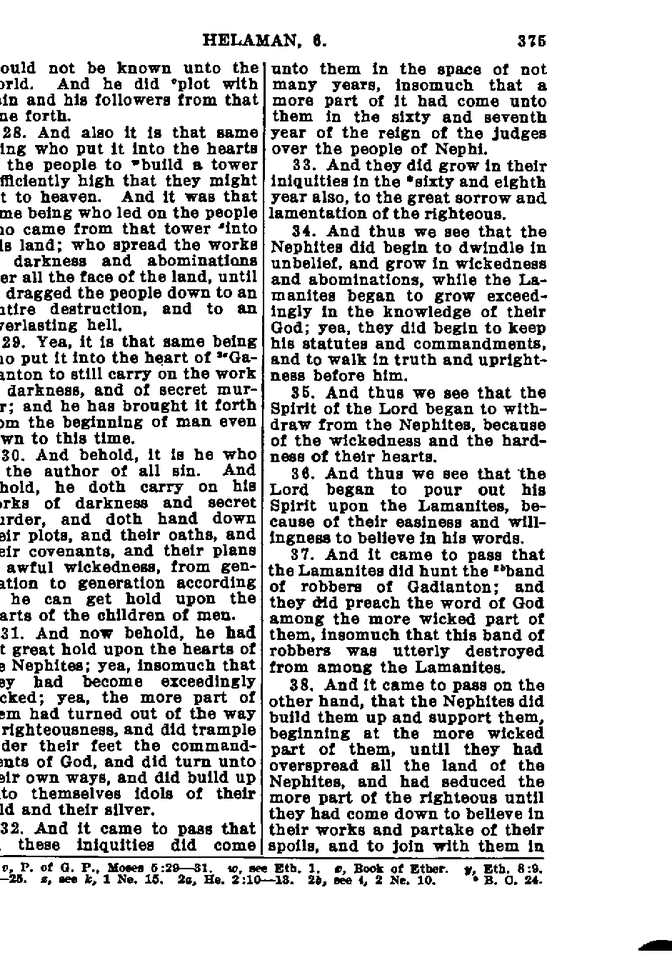 HELAMAN, 6.
375
ould not be known unto the
orld. And he did ᵛplot with
in and his followers from that
me forth.
28. And also it is that same
ing who put it into the hearts
the people to ʷbuild a tower
fficiently high that they might
t to heaven. And it was that
me being who led on the people
ho came from that tower ˣinto
is land; who spread the works
darkness and abominations
er all the face of the land, until
dragged the people down to an
ntire destruction, and to an
verlasting hell.
29. Yea, it is that same being
ho put it into the heart of ²ᵃGa-
anton to still carry on the work
darkness, and of secret mur-
r; and he has brought it forth
om the beginning of man even
wn to this time.
30. And behold, it is he who
the author of all sin. And
hold, he doth carry on his
orks of darkness and secret
urder, and doth hand down
eir plots, and their oaths, and
eir covenants, and their plans
awful wickedness, from gen-
ation to generation according
he can get hold upon the
arts of the children of men.
31. And now behold, he had
t great hold upon the hearts of
e Nephites; yea, insomuch that
ey had become exceedingly
cked; yea, the more part of
em had turned out of the way
righteousness, and did trample
der their feet the command-
ents of God, and did turn unto
eir own ways, and did build up
to themselves idols of their
ld and their silver.
32. And it came to pass that
these iniquities did come
unto them in the space of not
many years, insomuch that a
more part of it had come unto
them in the sixty and seventh
year of the reign of the judges
over the people of Nephi.
33. And they did grow in their
iniquities in the *sixty and eighth
year also, to the great sorrow and
lamentation of the righteous.
34. And thus we see that the
Nephites did begin to dwindle in
unbelief, and grow in wickedness
and abominations, while the La-
manites began to grow exceed-
ingly in the knowledge of their
God; yea, they did begin to keep
his statutes and commandments,
and to walk in truth and upright-
ness before him.
35. And thus we see that the
Spirit of the Lord began to with-
draw from the Nephites, because
of the wickedness and the hard-
ness of their hearts.
36. And thus we see that the
Lord began to pour out his
Spirit upon the Lamanites, be-
cause of their easiness and will-
ingness to believe in his words.
37. And it came to pass that
the Lamanites did hunt the ²ᵇband
of robbers of Gadianton; and
they did preach the word of God
among the more wicked part of
them, insomuch that this band of
robbers was utterly destroyed
from among the Lamanites.
38. And it came to pass on the
other hand, that the Nephites did
build them up and support them,
beginning at the more wicked
part of them, until they had
overspread all the land of the
Nephites, and had seduced the
more part of the righteous until
they had come down to believe in
their works and partake of their
spoils, and to join with them in
v, P. of G. P., Moses 5:29—31. w, see Eth. 1. x, Book of Ether. y, Eth. 8:9.
—25. z, see k, 1 Ne. 15. 2a, He. 2:10—13. 2b, see i, 2 Ne. 10. * B. C. 24.